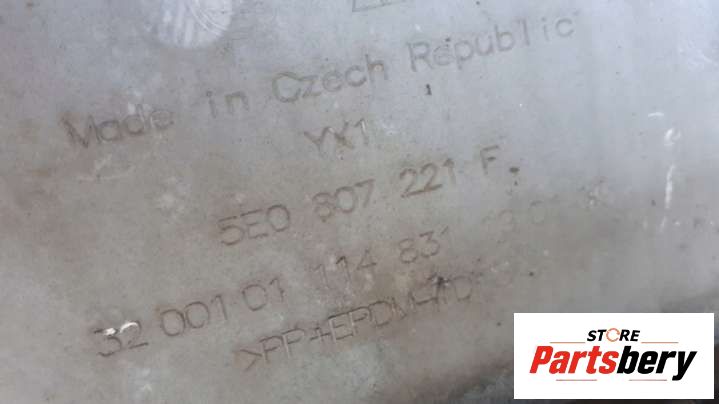 Made in Czech Republic
YX1
5E0 807 221 F
32 001 01 114 831
>PP+EPDM-TD
STORE
Partsbery